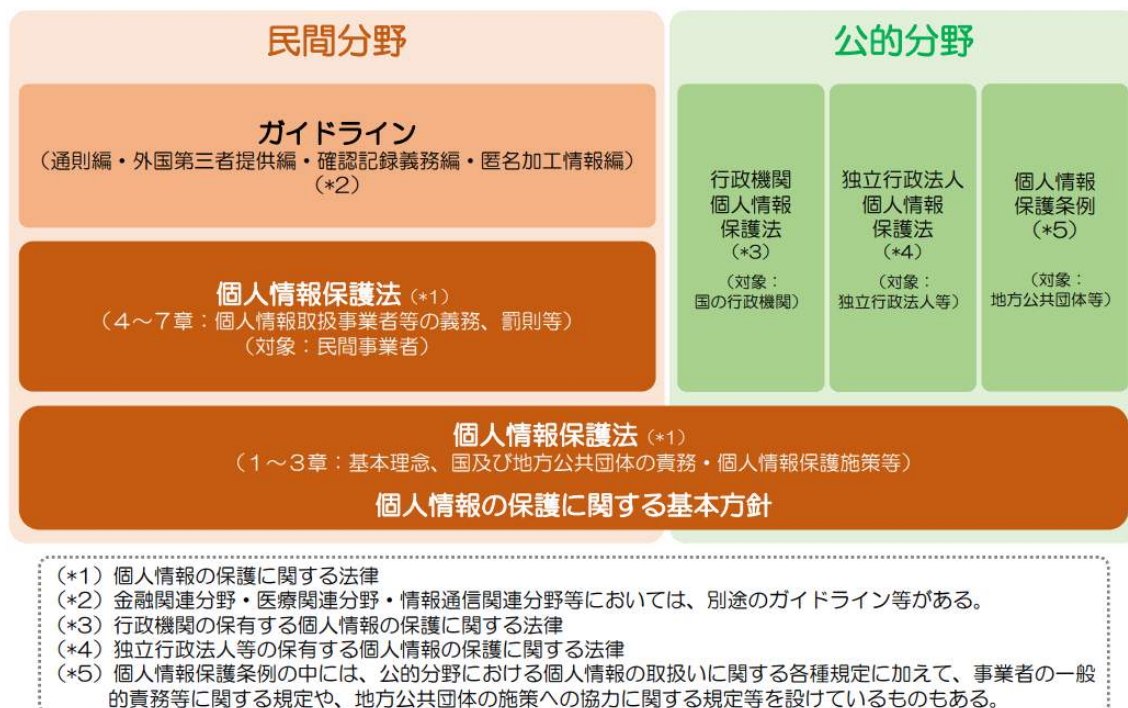 民間分野
公的分野
ガイドライン
(通則編・外国第三者提供編・確認記録義務編・匿名加工情報編)
(*2)
個人情報保護法(*1)
(4～7章：個人情報取扱事業者等の義務、罰則等)
(対象：民間事業者)
行政機関
個人情報
保護法
(*3)
(対象：
国の行政機関)
独立行政法人
個人情報
保護法
(*4)
(対象：
独立行政法人等)
個人情報
保護条例
(*5)
(対象：
地方公共団体等)
個人情報保護法(*1)
(1～3章：基本理念、国及び地方公共団体の責務・個人情報保護施策等)
個人情報の保護に関する基本方針
(*1) 個人情報の保護に関する法律
(*2) 金融関連分野・医療関連分野・情報通信関連分野等においては、別途のガイドライン等がある。
(*3) 行政機関の保有する個人情報の保護に関する法律
(*4) 独立行政法人等の保有する個人情報の保護に関する法律
(*5) 個人情報保護条例の中には、公的分野における個人情報の取扱いに関する各種規定に加えて、事業者の一般
的責務等に関する規定や、地方公共団体の施策への協力に関する規定等を設けているものもある。